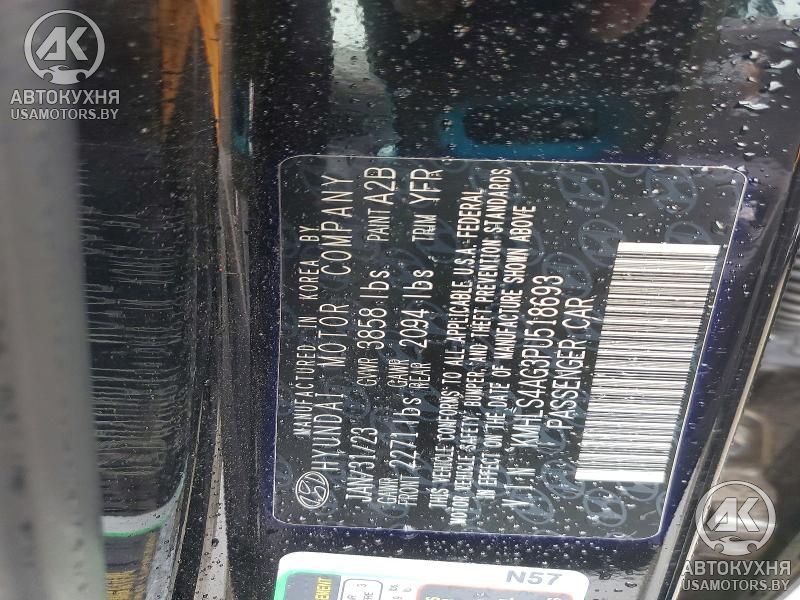 АК
АВТОКУХНЯ
USAMOTORS.BY
MANUFACTURED IN KOREA BY
HYUNDAI MOTOR COMPANY
JAN/31/23 GVWR 3858 lbs. PAINT A2B
GAWR FRONT 2271 lbs GAWR REAR 2094 lbs TRIM YFR
THIS VEHICLE CONFORMS TO ALL APPLICABLE U.S.A. FEDERAL
MOTOR VEHICLE SAFETY, BUMPER, AND THEFT PREVENTION STANDARDS
IN EFFECT ON THE DATE OF MANUFACTURE SHOWN ABOVE
V I N : KMHLS4AG3PU518693
PASSENGER CAR
N57
АК
АВТОКУХНЯ
USAMOTORS.BY